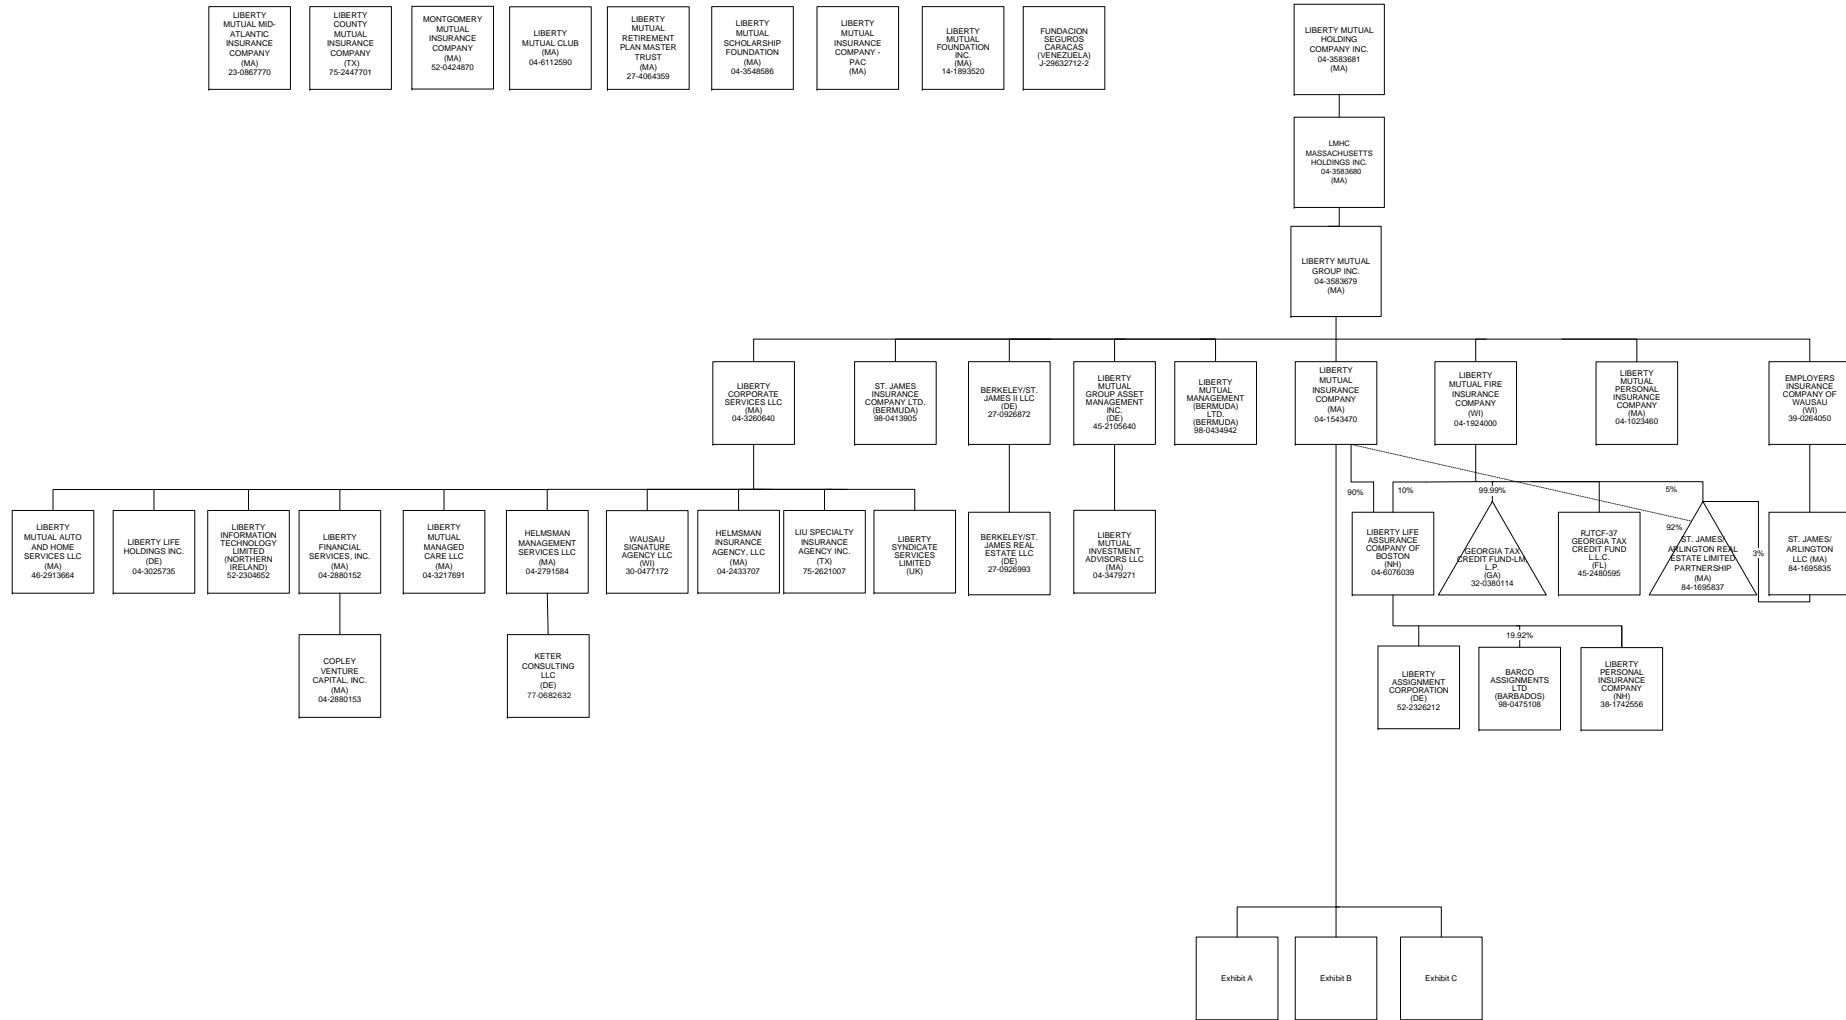 LIBERTY
MUTUAL MID-
ATLANTIC
INSURANCE
COMPANY
(MA)
23-0867770
LIBERTY
COUNTY
MUTUAL
INSURANCE
COMPANY
(TX)
75-2447701
MONTGOMERY
MUTUAL
INSURANCE
COMPANY
(MA)
52-0424870
LIBERTY
MUTUAL CLUB
(MA)
04-6112590
LIBERTY
MUTUAL
RETIREMENT
PLAN MASTER
TRUST
(MA)
27-4064359
LIBERTY
MUTUAL
SCHOLARSHIP
FOUNDATION
(MA)
04-3548586
LIBERTY
MUTUAL
INSURANCE
COMPANY -
PAC
(MA)
LIBERTY
MUTUAL
FOUNDATION
INC.
(MA)
14-1893520
FUNDACION
SEGUROS
CARACAS
(VENEZUELA)
J-29632712-2
LIBERTY MUTUAL
HOLDING
COMPANY INC.
04-3583681
(MA)
LMHC
MASSACHUSETTS
HOLDINGS INC.
04-3583680
(MA)
LIBERTY MUTUAL
GROUP INC.
04-3583679
(MA)
LIBERTY
CORPORATE
SERVICES LLC
(MA)
04-3260640
ST. JAMES
INSURANCE
COMPANY LTD.
(BERMUDA)
98-0413905
BERKELEY/ST.
JAMES II LLC
(DE)
27-0926872
LIBERTY
MUTUAL
GROUP ASSET
MANAGEMENT
INC.
(DE)
45-2105640
LIBERTY
MUTUAL
MANAGEMENT
(BERMUDA)
LTD.
(BERMUDA)
98-0434942
LIBERTY
MUTUAL
INSURANCE
COMPANY
(MA)
04-1543470
LIBERTY
MUTUAL FIRE
INSURANCE
COMPANY
(WI)
04-1924000
LIBERTY
MUTUAL
PERSONAL
INSURANCE
COMPANY
(MA)
04-1023460
EMPLOYERS
INSURANCE
COMPANY OF
WAUSAU
(WI)
39-0264050
90%
10%
99.99%
5%
92%
3%
LIBERTY
MUTUAL AUTO
AND HOME
SERVICES LLC
(MA)
46-2913664
LIBERTY LIFE
HOLDINGS INC.
(DE)
04-3025735
LIBERTY
INFORMATION
TECHNOLOGY
LIMITED
(NORTHERN
IRELAND)
52-2304652
LIBERTY
FINANCIAL
SERVICES, INC.
(MA)
04-2880152
LIBERTY
MUTUAL
MANAGED
CARE LLC
(MA)
04-3217691
HELMSMAN
MANAGEMENT
SERVICES LLC
(MA)
04-2791584
WAUSAU
SIGNATURE
AGENCY LLC
(WI)
30-0477172
HELMSMAN
INSURANCE
AGENCY, LLC
(MA)
04-2433707
LIU SPECIALTY
INSURANCE
AGENCY INC.
(TX)
75-2621007
LIBERTY
SYNDICATE
SERVICES
LIMITED
(UK)
BERKELEY/ST.
JAMES REAL
ESTATE LLC
(DE)
27-0926993
LIBERTY
MUTUAL
INVESTMENT
ADVISORS LLC
(MA)
04-3479271
LIBERTY LIFE
ASSURANCE
COMPANY OF
BOSTON
(NH)
04-6076039
GEORGIA TAX
CREDIT FUND-LM
L.P.
(GA)
32-0380114
RJTCF-37
GEORGIA TAX
CREDIT FUND
L.L.C.
(FL)
45-2480595
ST. JAMES/
ARLINGTON REAL
ESTATE LIMITED
PARTNERSHIP
(MA)
84-1695837
ST. JAMES/
ARLINGTON
LLC (MA)
84-1695835
COPLEY
VENTURE
CAPITAL, INC.
(MA)
04-2880153
KETER
CONSULTING
LLC
(DE)
77-0682632
19.92%
LIBERTY
ASSIGNMENT
CORPORATION
(DE)
52-2326212
BARCO
ASSIGNMENTS
LTD
(BARBADOS)
98-0475108
LIBERTY
PERSONAL
INSURANCE
COMPANY
(NH)
38-1742556
Exhibit A
Exhibit B
Exhibit C